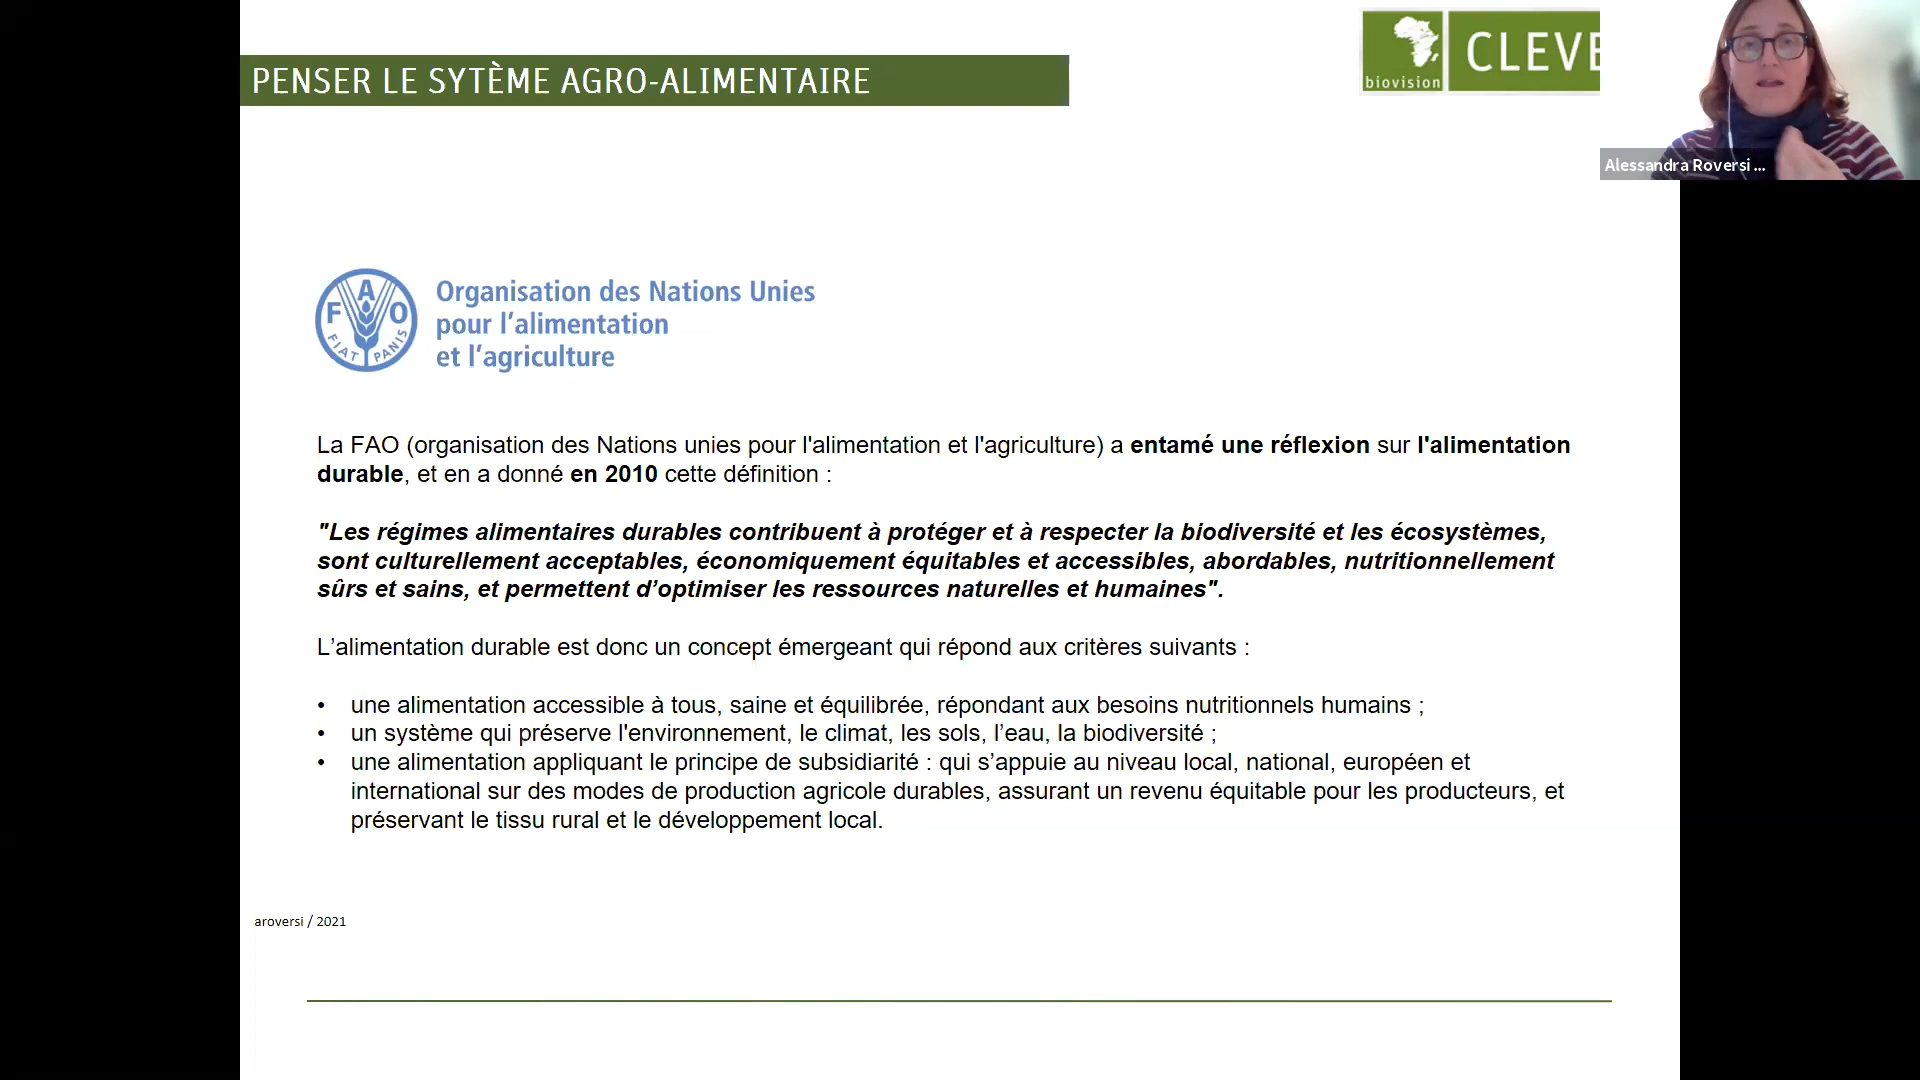 PENSER LE SYTÈME AGRO-ALIMENTAIRE
biovision
CLEVE
Alessandra Roversi ...
FAO
FIAT PANIS
Organisation des Nations Unies
pour l’alimentation
et l’agriculture
La FAO (organisation des Nations unies pour l'alimentation et l'agriculture) a entamé une réflexion sur l'alimentation
durable, et en a donné en 2010 cette définition :
"Les régimes alimentaires durables contribuent à protéger et à respecter la biodiversité et les écosystèmes,
sont culturellement acceptables, économiquement équitables et accessibles, abordables, nutritionnellement
sûrs et sains, et permettent d’optimiser les ressources naturelles et humaines".
L’alimentation durable est donc un concept émergeant qui répond aux critères suivants :
• une alimentation accessible à tous, saine et équilibrée, répondant aux besoins nutritionnels humains ;
• un système qui préserve l'environnement, le climat, les sols, l’eau, la biodiversité ;
• une alimentation appliquant le principe de subsidiarité : qui s’appuie au niveau local, national, européen et
international sur des modes de production agricole durables, assurant un revenu équitable pour les producteurs, et
préservant le tissu rural et le développement local.
aroversi / 2021